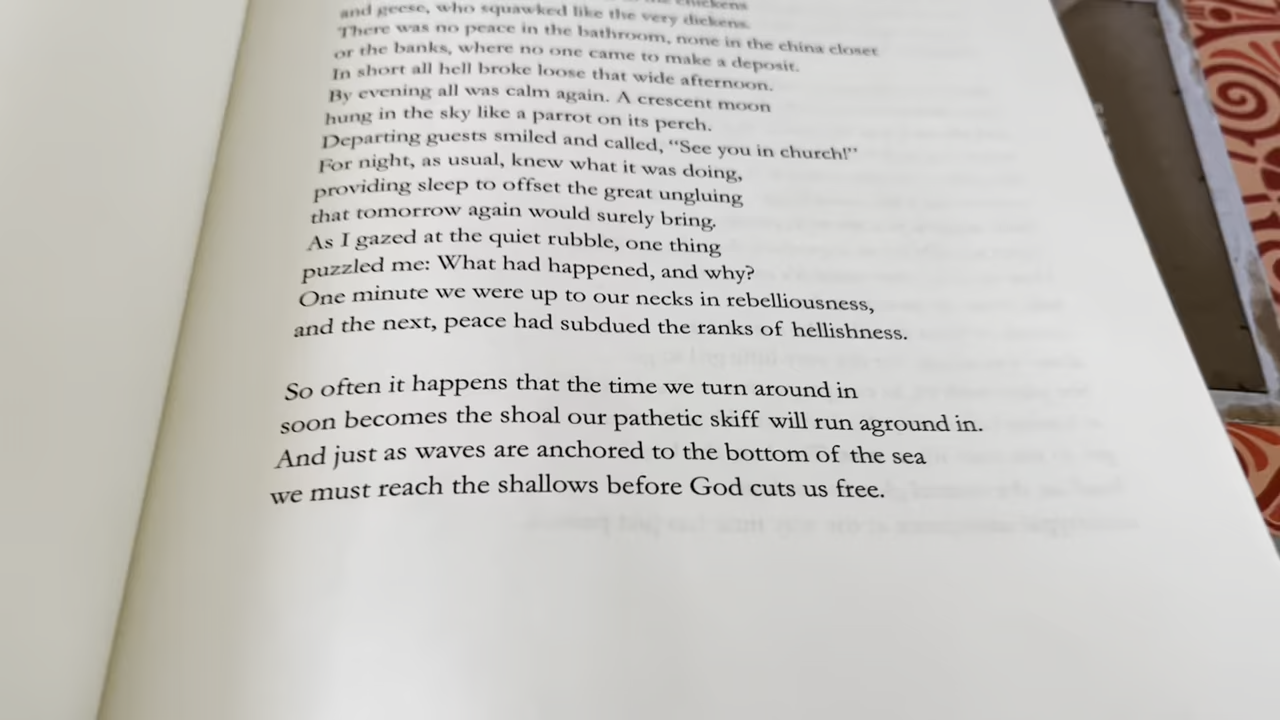 chickens
and geese, who squawked like the very dickens.
There was no peace in the bathroom, none in the china closet
or the banks, where no one came to make a deposit.
In short all hell broke loose that wide afternoon.
By evening all was calm again. A crescent moon
hung in the sky like a parrot on its perch.
Departing guests smiled and called, “See you in church!”
For night, as usual, knew what it was doing,
providing sleep to offset the great ungluing
that tomorrow again would surely bring.
As I gazed at the quiet rubble, one thing
puzzled me: What had happened, and why?
One minute we were up to our necks in rebelliousness,
and the next, peace had subdued the ranks of hellishness.
So often it happens that the time we turn around in
soon becomes the shoal our pathetic skiff will run aground in.
And just as waves are anchored to the bottom of the sea
we must reach the shallows before God cuts us free.